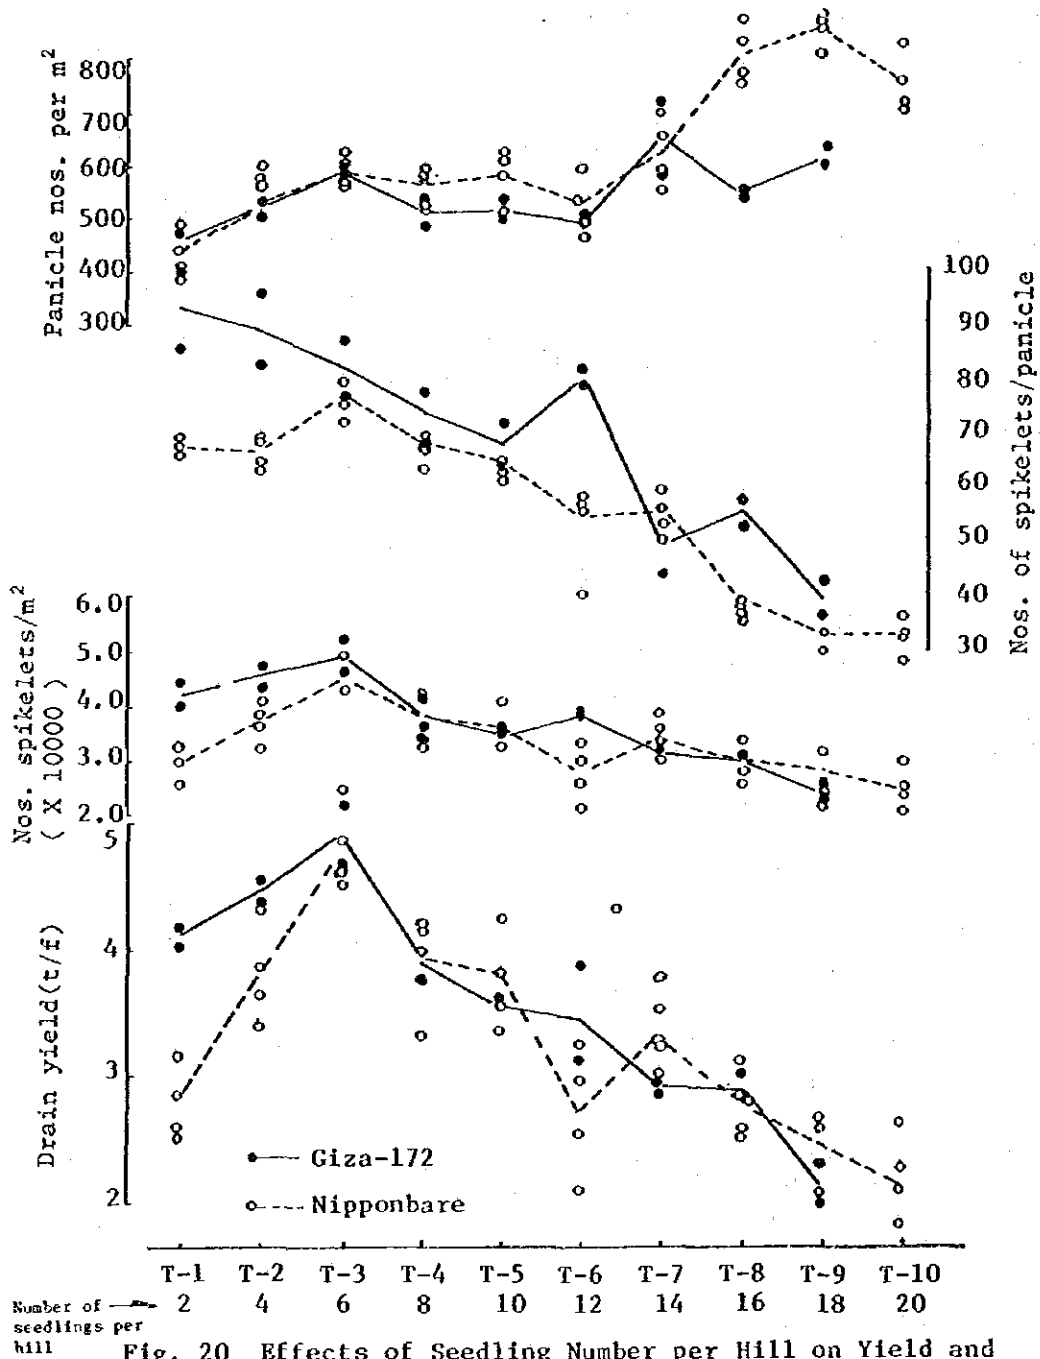 Panicle nos. per m²
800
700
600
500
400
300
100
90
80
70
60
50
40
30
Nos. of spikelets/panicle
Nos. spikelets/m²
( X 10000 )
6.0
5.0
4.0
3.0
2.0
Drain yield(t/f)
5
4
3
2
Giza-172
Nipponbare
T-1 T-2 T-3 T-4 T-5 T-6 T-7 T-8 T-9 T-10
Number of seedlings per hill
2 4 6 8 10 12 14 16 18 20
Fig. 20 Effects of Seedling Number per Hill on Yield and